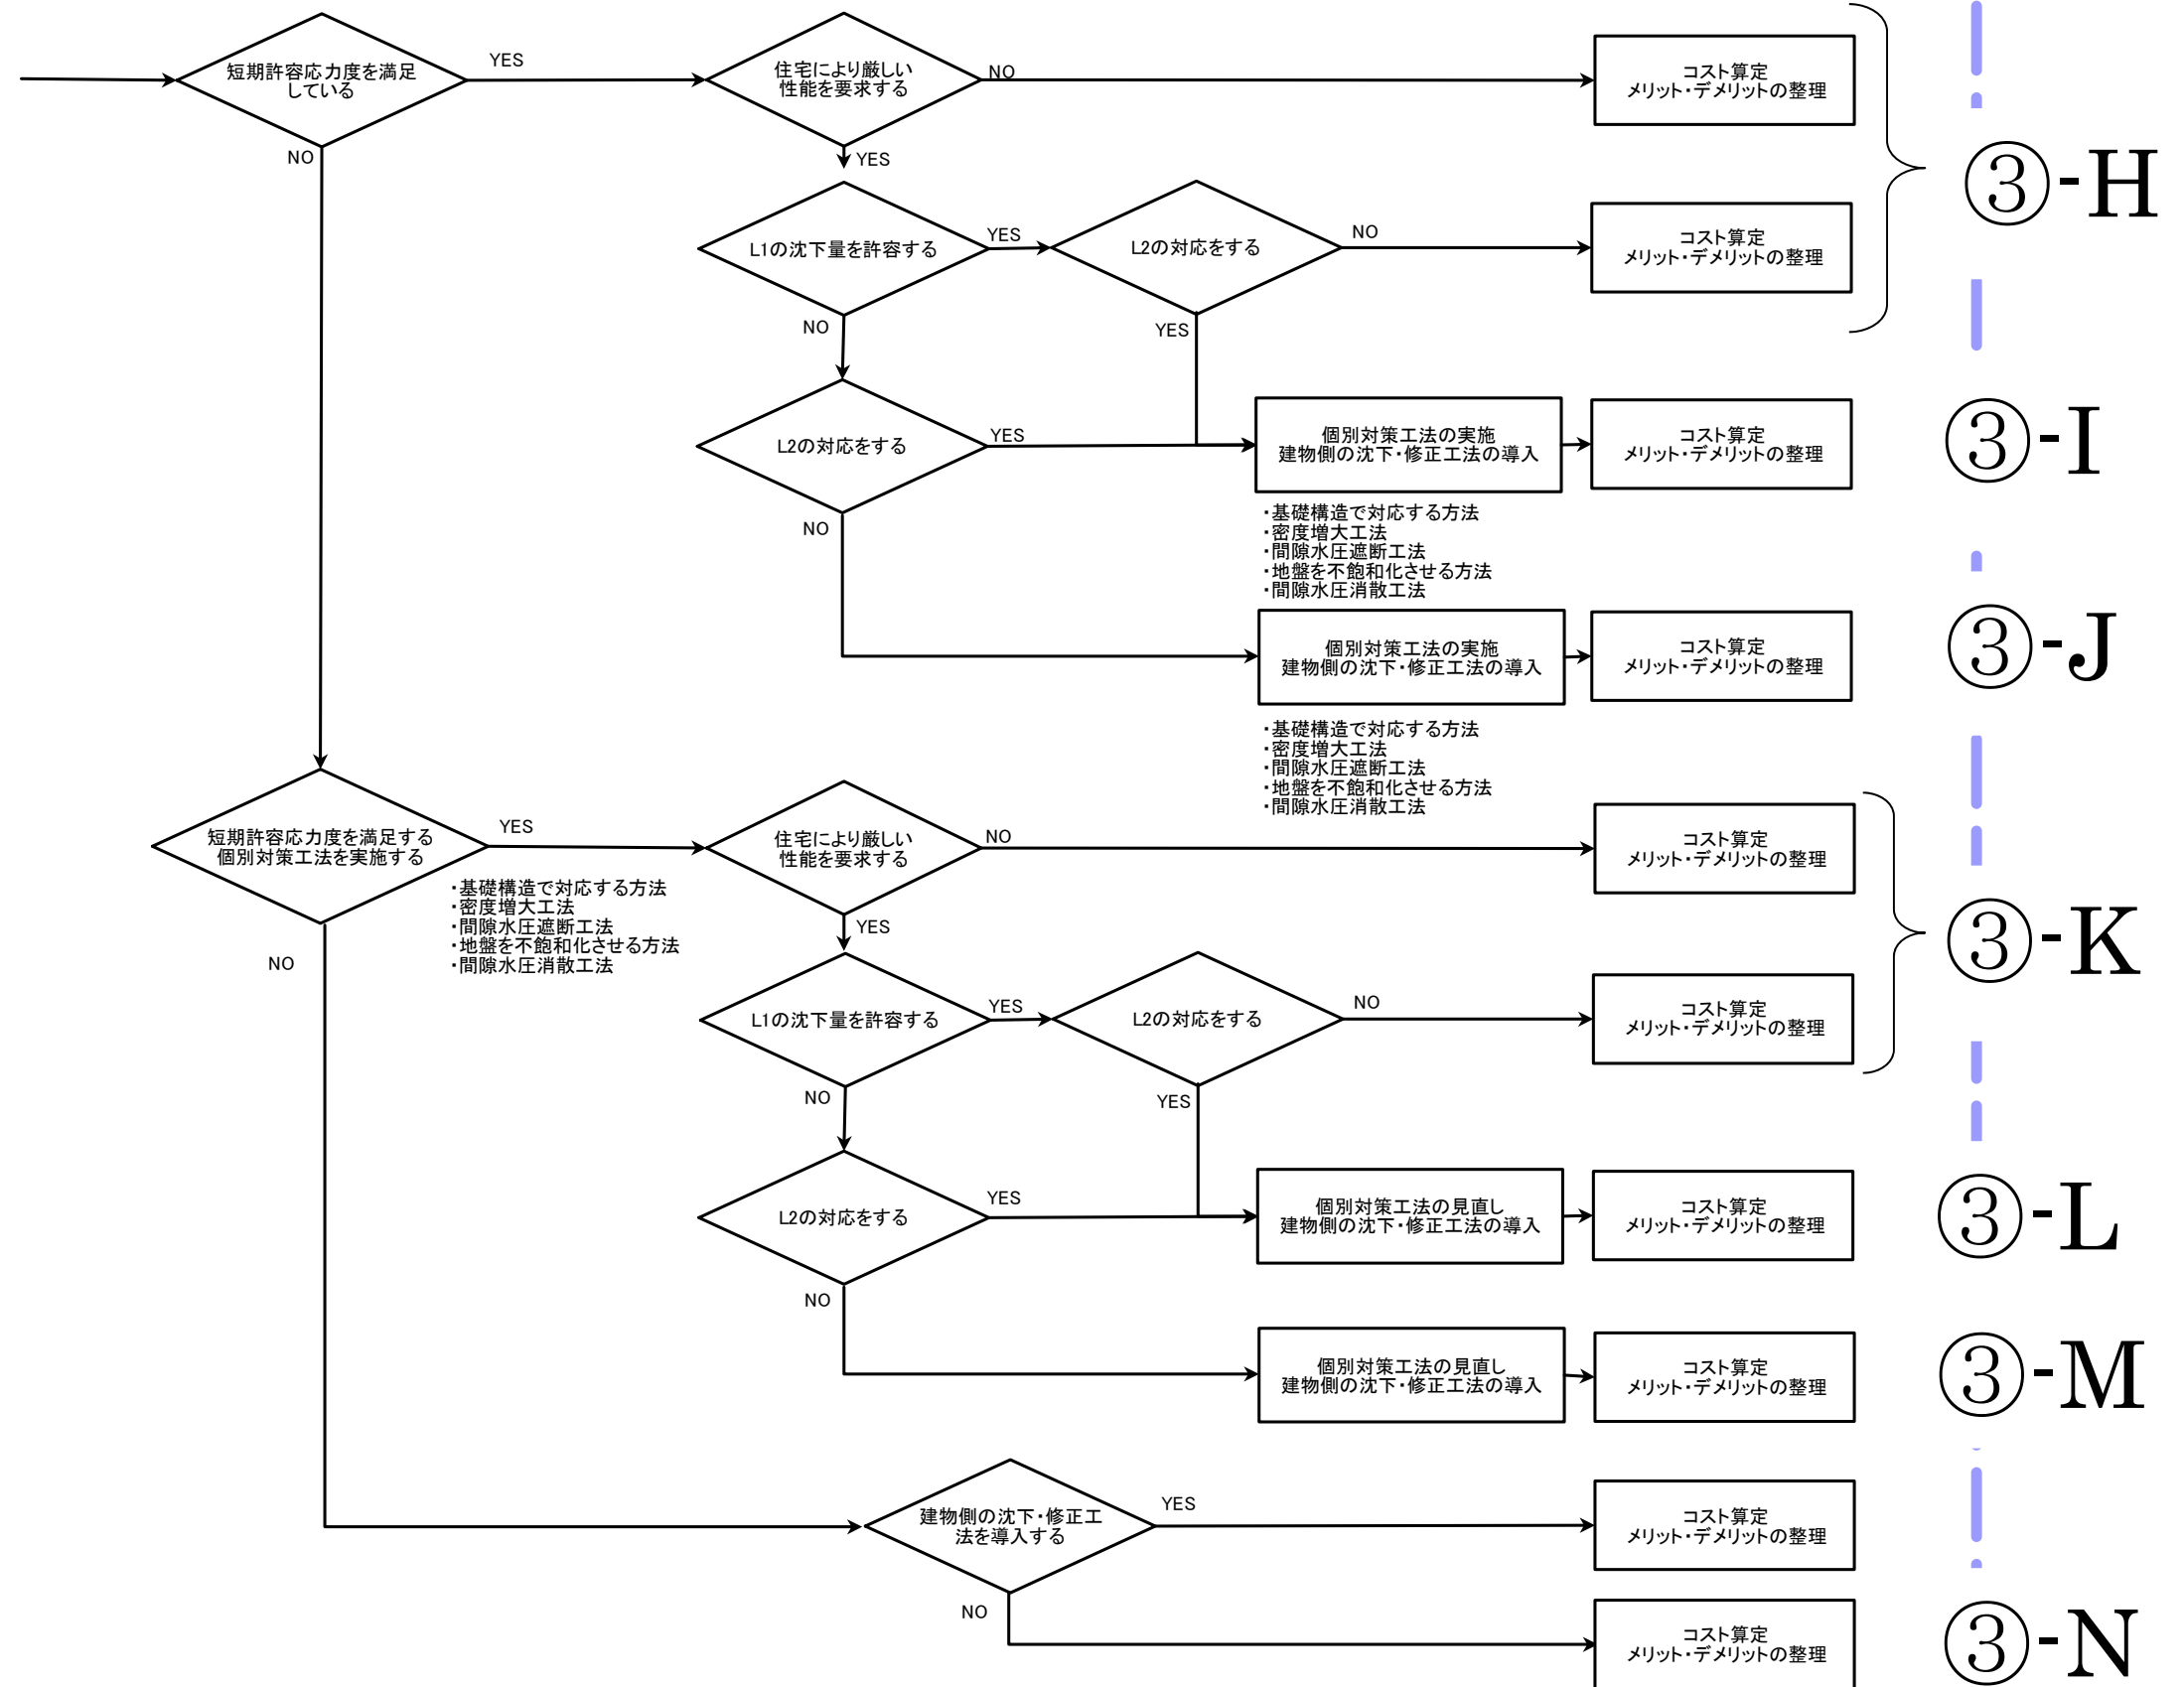 短期許容応力度を満足
している
YES
住宅により厳しい
性能を要求する
NO
コスト算定
メリット・デメリットの整理
NO
YES
③-H
L1の沈下量を許容する
YES
L2の対応をする
NO
コスト算定
メリット・デメリットの整理
NO
YES
L2の対応をする
YES
個別対策工法の実施
建物側の沈下・修正工法の導入
コスト算定
メリット・デメリットの整理
③-I
NO
・基礎構造で対応する方法
・密度増大工法
・間隙水圧遮断工法
・地盤を不飽和化させる方法
・間隙水圧消散工法
個別対策工法の実施
建物側の沈下・修正工法の導入
コスト算定
メリット・デメリットの整理
③-J
・基礎構造で対応する方法
・密度増大工法
・間隙水圧遮断工法
・地盤を不飽和化させる方法
・間隙水圧消散工法
短期許容応力度を満足する
個別対策工法を実施する
YES
住宅により厳しい
性能を要求する
NO
コスト算定
メリット・デメリットの整理
・基礎構造で対応する方法
・密度増大工法
・間隙水圧遮断工法
・地盤を不飽和化させる方法
・間隙水圧消散工法
NO
YES
③-K
L1の沈下量を許容する
YES
L2の対応をする
NO
コスト算定
メリット・デメリットの整理
NO
YES
L2の対応をする
YES
個別対策工法の見直し
建物側の沈下・修正工法の導入
コスト算定
メリット・デメリットの整理
③-L
NO
個別対策工法の見直し
建物側の沈下・修正工法の導入
コスト算定
メリット・デメリットの整理
③-M
建物側の沈下・修正工
法を導入する
YES
コスト算定
メリット・デメリットの整理
NO
コスト算定
メリット・デメリットの整理
③-N